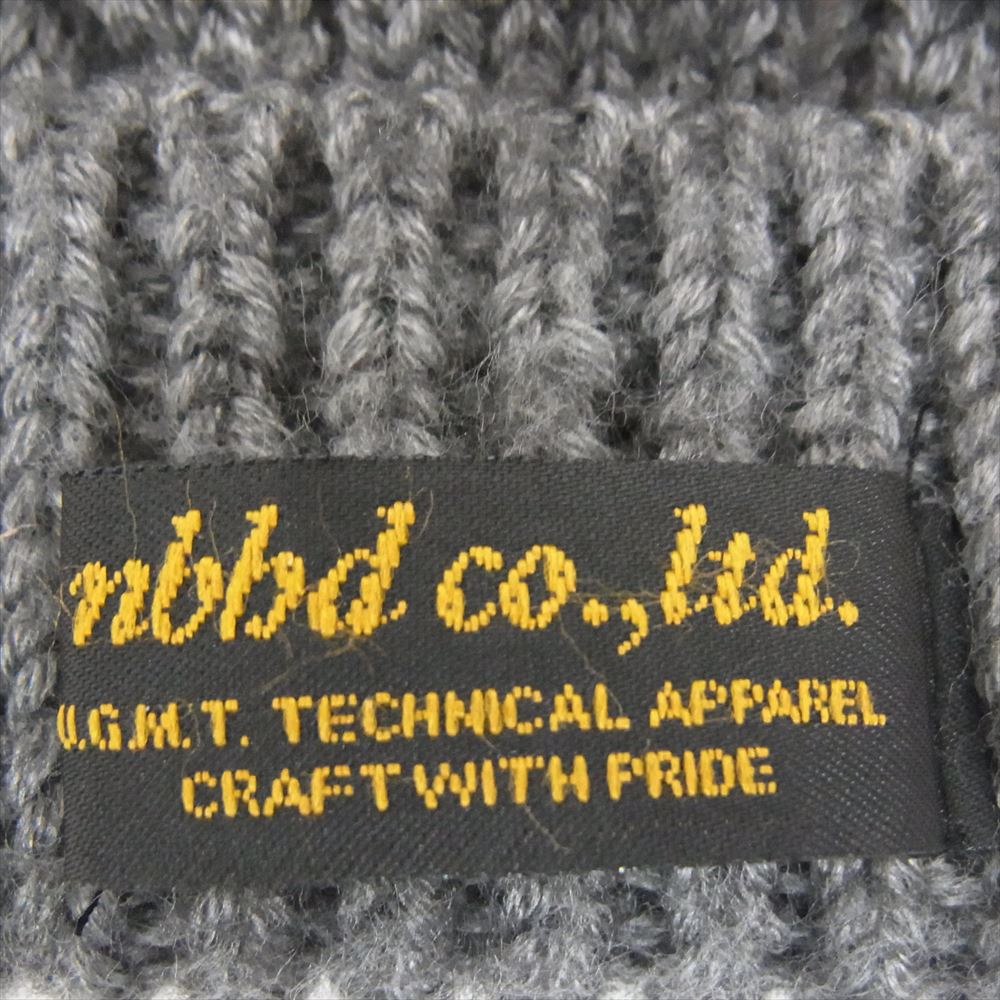 nbhd co., ltd.
U.G.M.T. TECHNICAL APPAREL
CRAFT WITH PRIDE